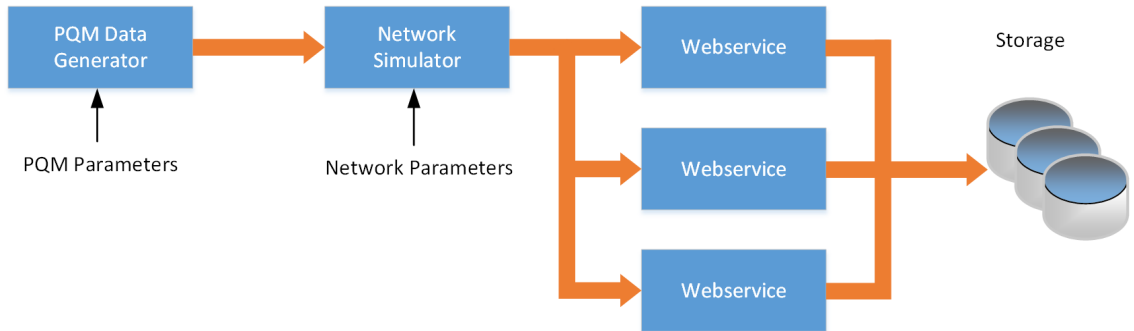 PQM Data
Generator
Network
Simulator
Webservice
Storage
PQM Parameters
Network Parameters
Webservice
Webservice